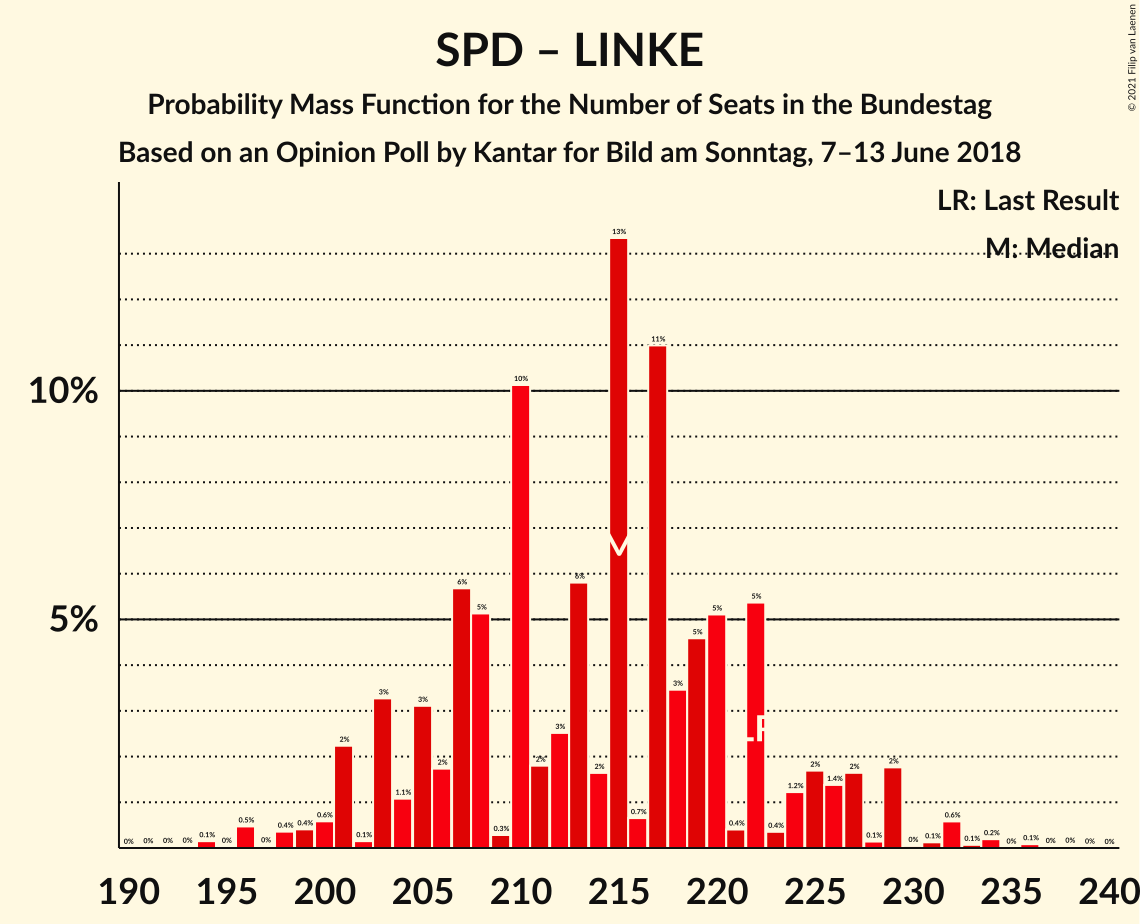 SPD – LINKE
Probability Mass Function for the Number of Seats in the Bundestag
Based on an Opinion Poll by Kantar for Bild am Sonntag, 7–13 June 2018
© 2021 Filip van Laenen
LR: Last Result
M: Median
10%
5%
0% 0% 0% 0% 0.1% 0% 0.5% 0% 0.4% 0.4% 0.6% 2% 0.1% 3% 1.1% 3% 2% 6% 5% 0.3% 10% 2% 3% 6% 2% 13% 0.7% 11% 3% 5% 5% 0.4% 5% 0.4% 1.2% 2% 1.4% 2% 0.1% 2% 0% 0.1% 0.6% 0.1% 0.2% 0% 0.1% 0% 0% 0% 0%
M
LR
190 195 200 205 210 215 220 225 230 235 240